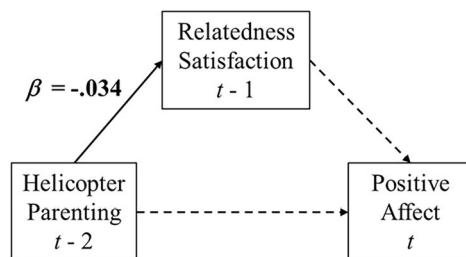 Relatedness
Satisfaction
t - 1
β = -.034
Helicopter
Parenting
t - 2
Positive
Affect
t